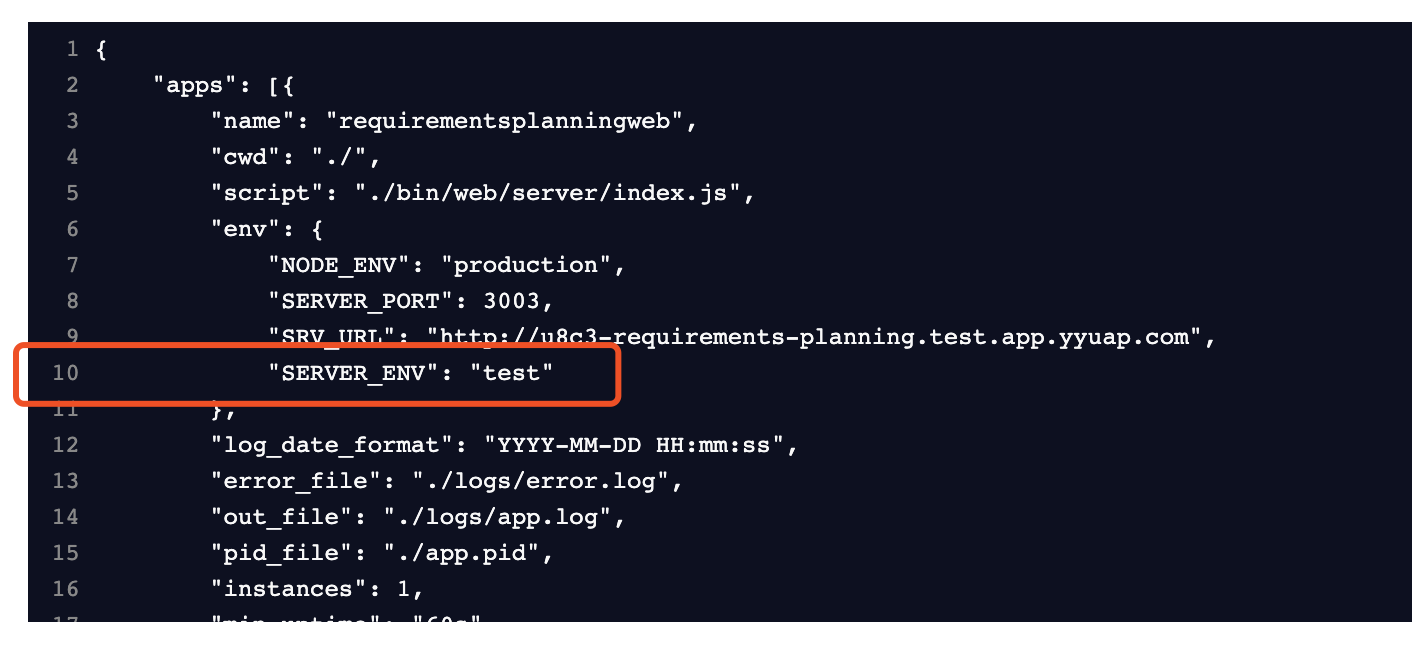 1 {
2 "apps": [{
3 "name": "requirementsplanningweb",
4 "cwd": "./",
5 "script": "./bin/web/server/index.js",
6 "env": {
7 "NODE_ENV": "production",
8 "SERVER_PORT": 3003,
9 "SRV_URL": "http://u8c3-requirements-planning.test.app.yyuap.com",
10 "SERVER_ENV": "test"
11 },
12 "log_date_format": "YYYY-MM-DD HH:mm:ss",
13 "error_file": "./logs/error.log",
14 "out_file": "./logs/app.log",
15 "pid_file": "./app.pid",
16 "instances": 1,
17 "min_uptime": "60s"